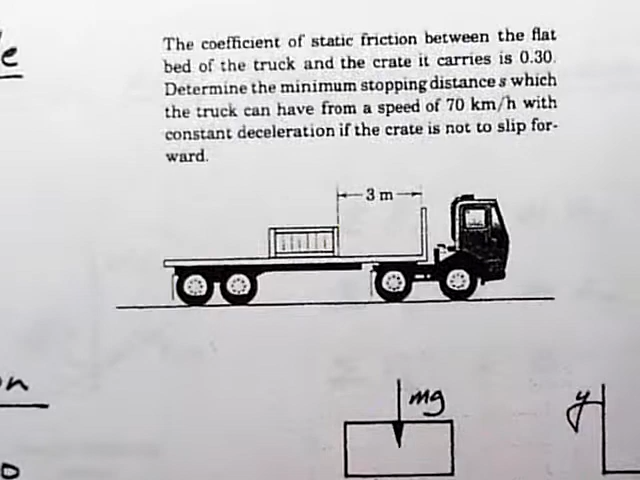 The coefficient of static friction between the flat
bed of the truck and the crate it carries is 0.30.
Determine the minimum stopping distance s which
the truck can have from a speed of 70 km/h with
constant deceleration if the crate is not to slip for-
ward.
3 m
mg
y